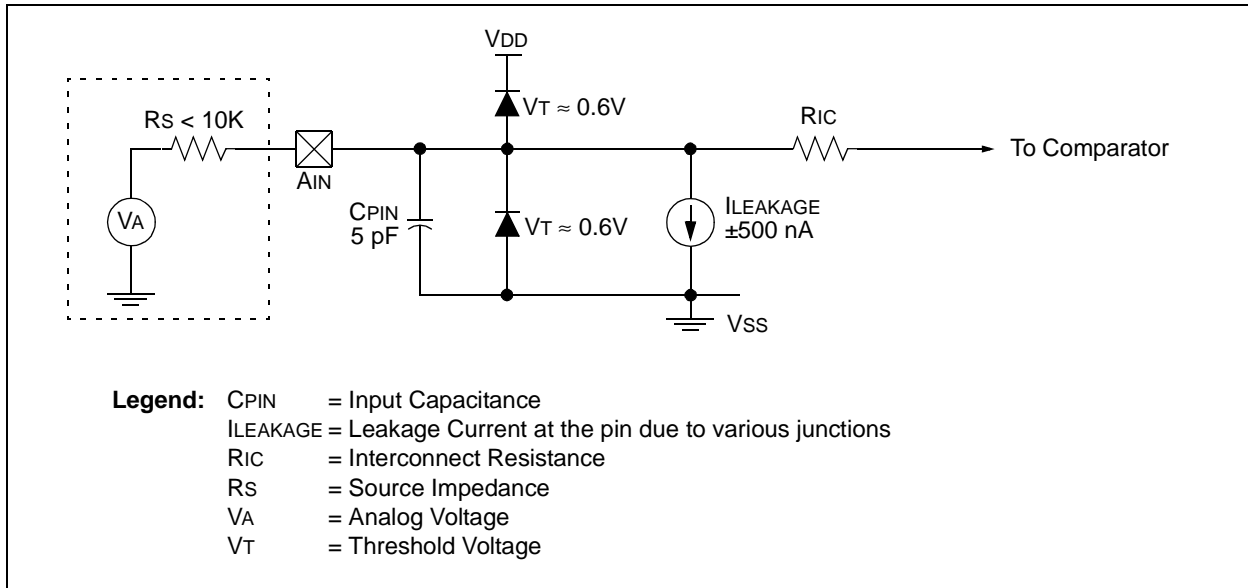 VDD
VT ≈ 0.6V
RS < 10K
RIC
To Comparator
AIN
VA
CPIN
5 pF
VT ≈ 0.6V
ILEAKAGE
±500 nA
VSS
Legend: CPIN = Input Capacitance
ILEAKAGE = Leakage Current at the pin due to various junctions
RIC = Interconnect Resistance
RS = Source Impedance
VA = Analog Voltage
VT = Threshold Voltage